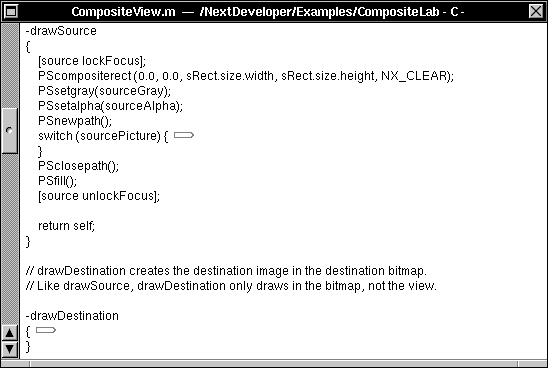 CompositeView.m — /NextDeveloper/Examples/CompositeLab - C -
-drawSource
{
[source lockFocus];
PScompositerect (0.0, 0.0, sRect.size.width, sRect.size.height, NX_CLEAR);
PSsetgray(sourceGray);
PSsetalpha(sourceAlpha);
PSnewpath();
switch (sourcePicture) {
}
PSclosepath();
PSfill();
[source unlockFocus];
return self;
}
// drawDestination creates the destination image in the destination bitmap.
// Like drawSource, drawDestination only draws in the bitmap, not the view.
-drawDestination
{
}